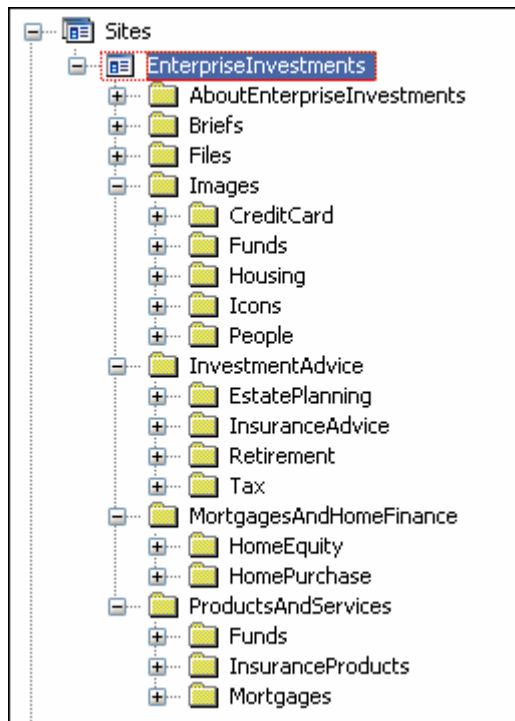 Sites
EnterpriseInvestments
AboutEnterpriseInvestments
Briefs
Files
Images
CreditCard
Funds
Housing
Icons
People
InvestmentAdvice
EstatePlanning
InsuranceAdvice
Retirement
Tax
MortgagesAndHomeFinance
HomeEquity
HomePurchase
ProductsAndServices
Funds
InsuranceProducts
Mortgages